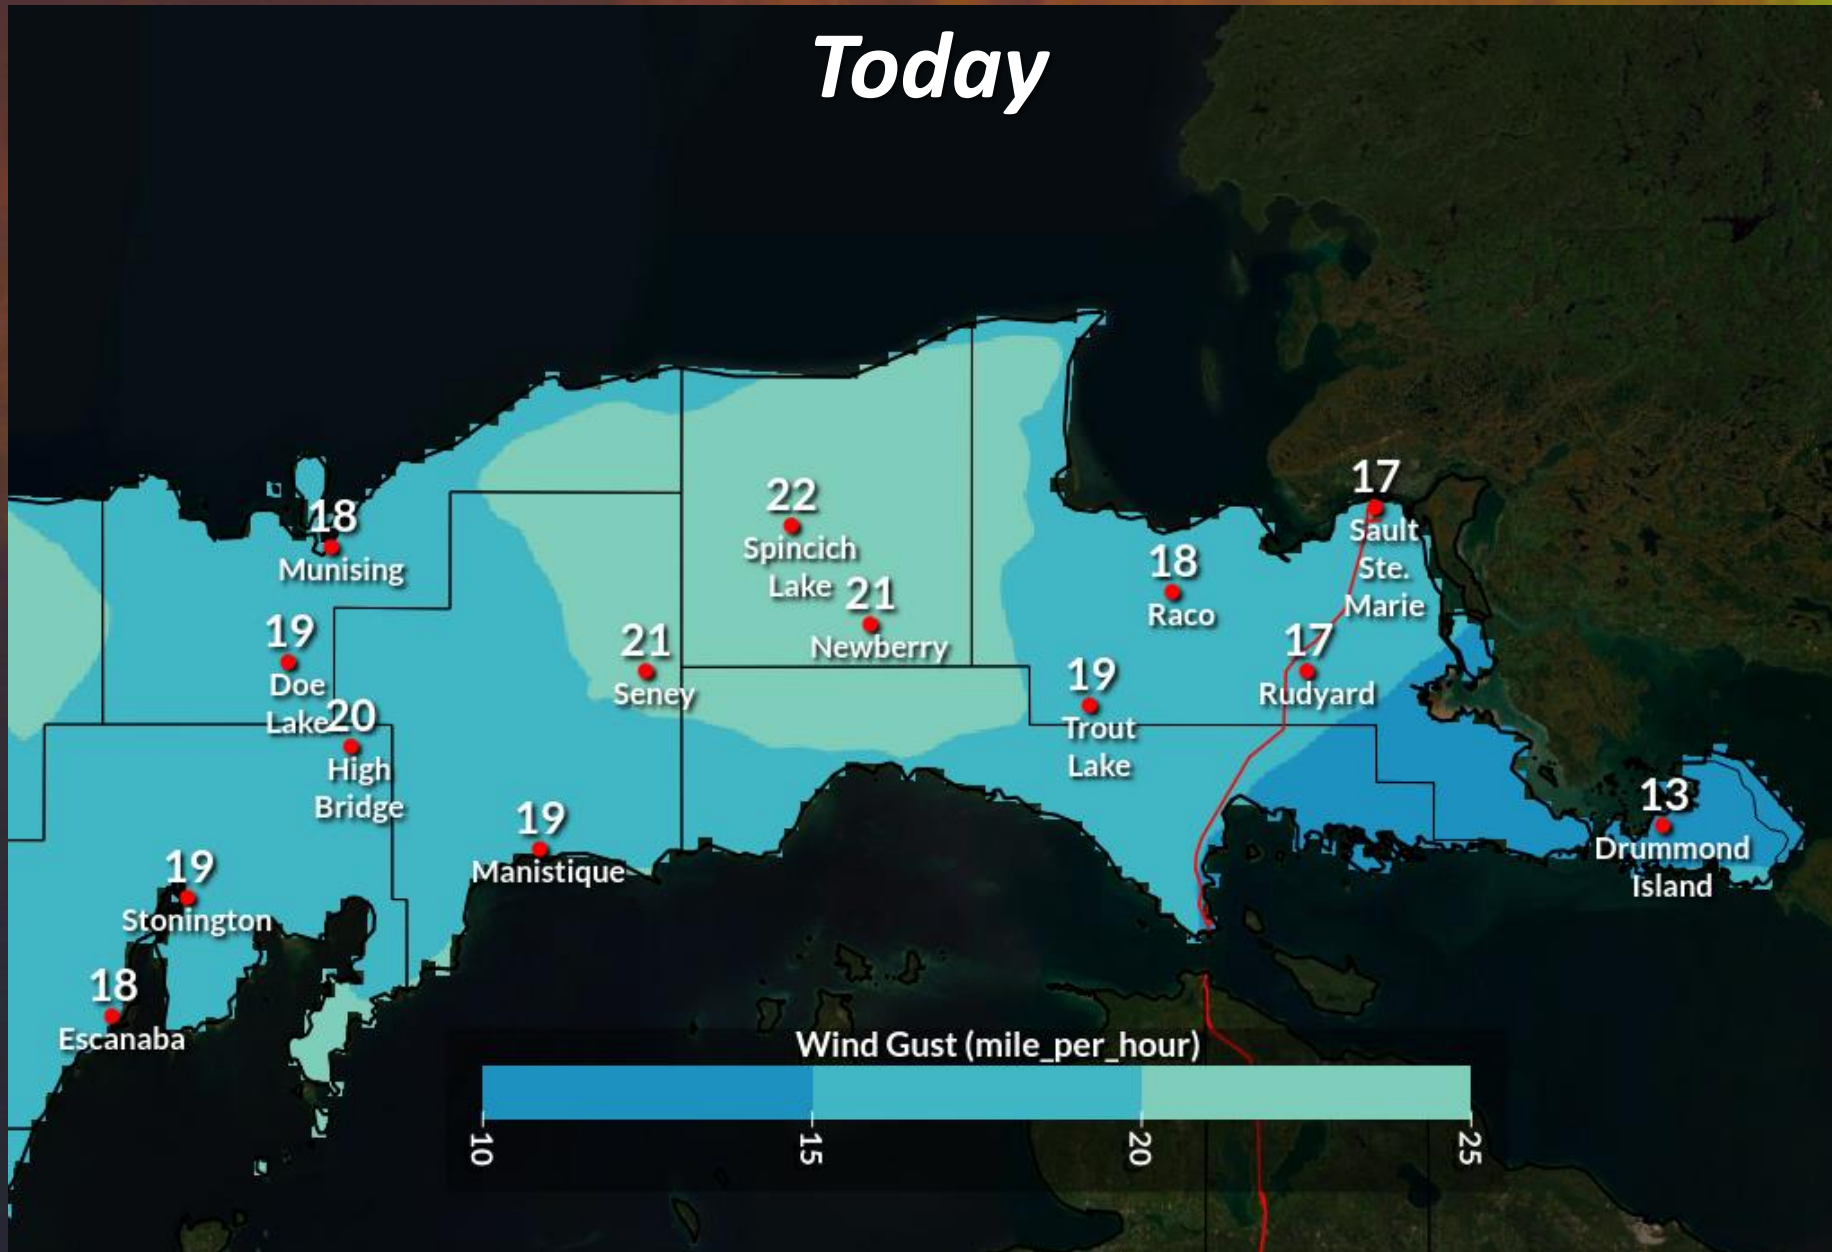 Today
17
Sault
Ste.
Marie
22
Spincich
Lake
18
Munising
18
Raco
21
Newberry
19
Doe
Lake
21
Seney
17
Rudyard
19
Trout
Lake
20
High
Bridge
13
Drummond
Island
19
Manistique
19
Stonington
18
Escanaba
Wind Gust (mile_per_hour)
10
15
20
25